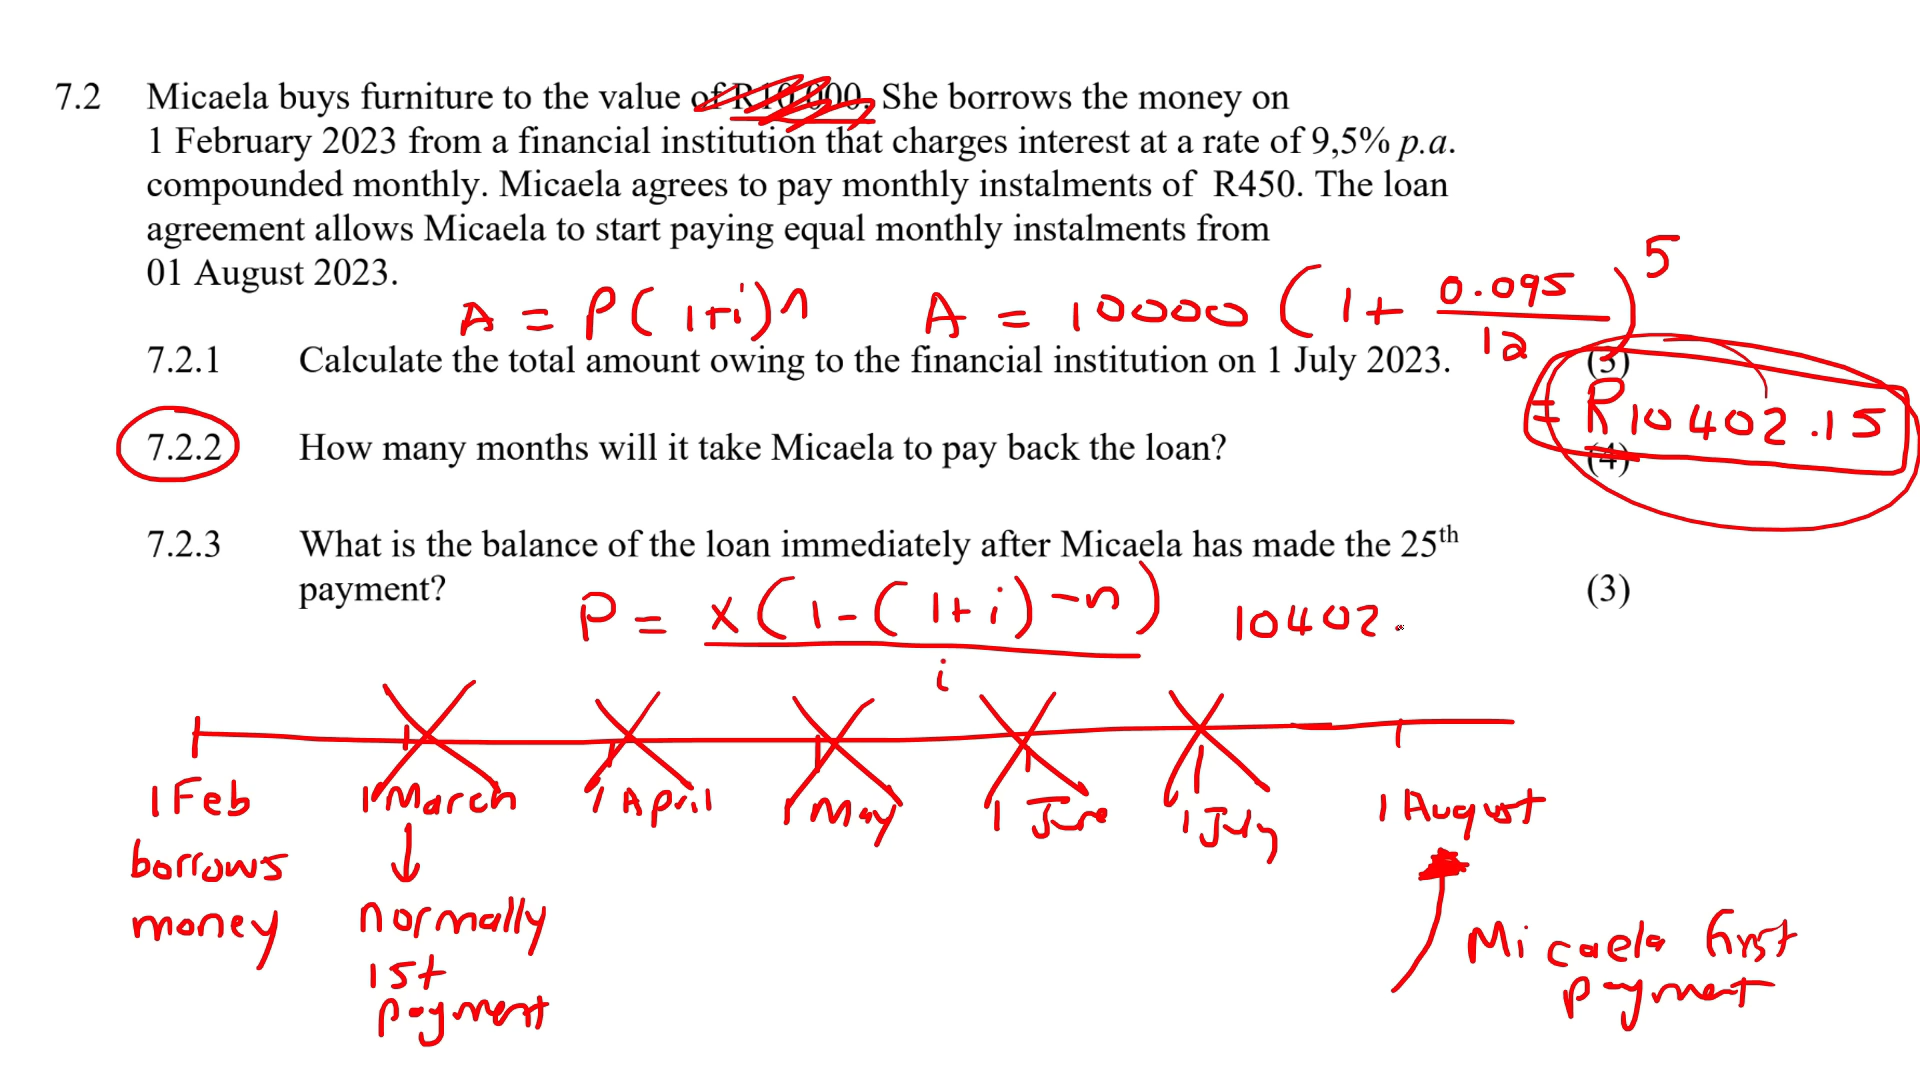 7.2 Micaela buys furniture to the value of R10 000. She borrows the money on
1 February 2023 from a financial institution that charges interest at a rate of 9,5% p.a.
compounded monthly. Micaela agrees to pay monthly instalments of R450. The loan
agreement allows Micaela to start paying equal monthly instalments from
01 August 2023.
A = P(1+i)n A = 10000 (1 + 0.095/12)^5
7.2.1 Calculate the total amount owing to the financial institution on 1 July 2023. (3)
= R10402.15
7.2.2 How many months will it take Micaela to pay back the loan? (4)
7.2.3 What is the balance of the loan immediately after Micaela has made the 25th
payment? (3)
P = x(1-(1+i)-n)/i 10402.
1 Feb 1 March 1 April 1 May 1 June 1 July 1 August
borrows
money
normally
1st
payment
Micaela first
payment